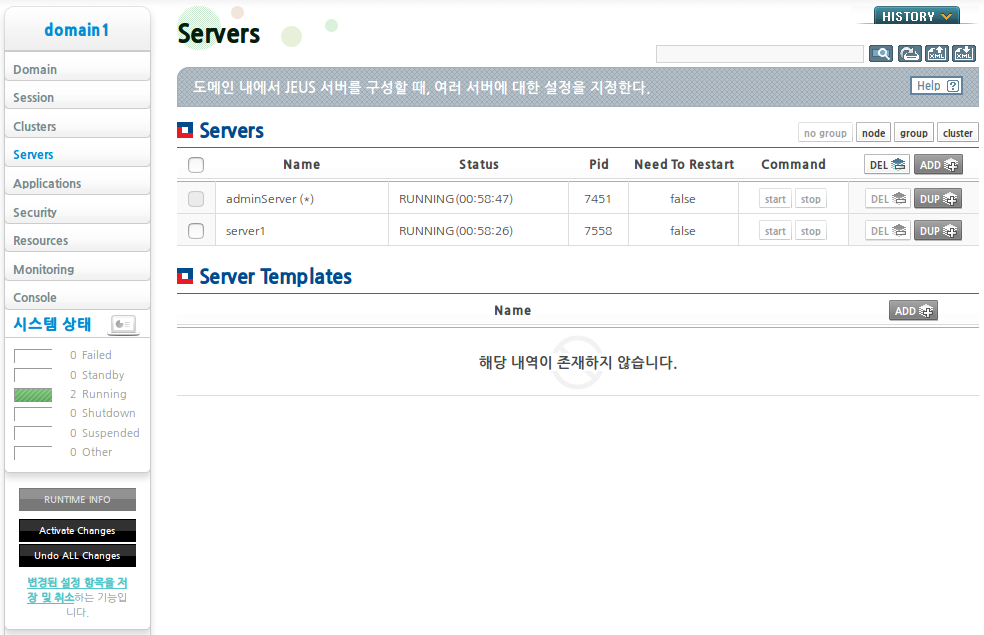 domain1
Domain
Session
Clusters
Servers
Applications
Security
Resources
Monitoring
Console
시스템 상태
0 Failed
0 Standby
2 Running
0 Shutdown
0 Suspended
0 Other
RUNTIME INFO
Activate Changes
Undo ALL Changes
변경된 설정 항목을 저
장 및 취소하는 기능입
니다.
HISTORY
Servers
XML XML
도메인 내에서 JEUS 서버를 구성할 때, 여러 서버에 대한 설정을 지정한다.
Help ?
Servers
no group node group cluster
Name Status Pid Need To Restart Command DEL ADD
adminServer (*) RUNNING(00:58:47) 7451 false start stop DEL DUP
server1 RUNNING(00:58:26) 7558 false start stop DEL DUP
Server Templates
Name ADD
해당 내역이 존재하지 않습니다.